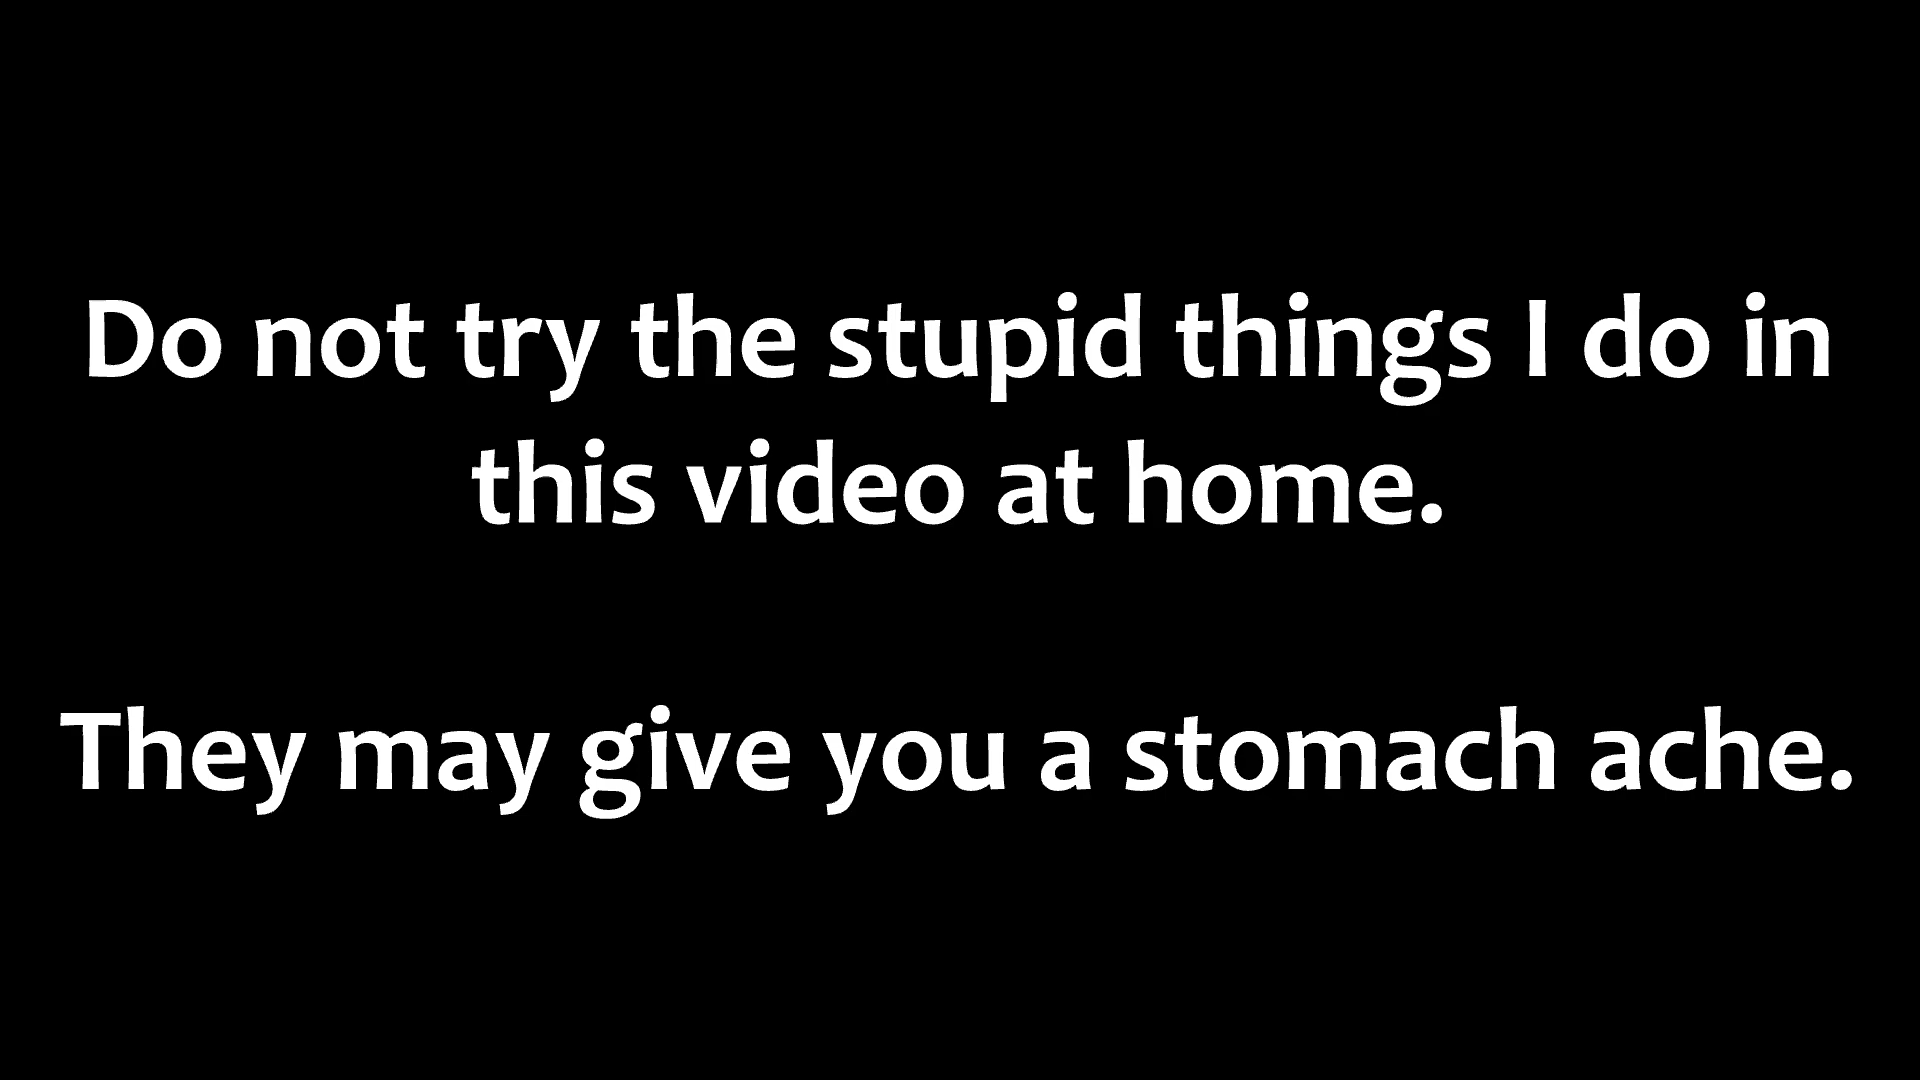 Do not try the stupid things I do in
this video at home.
They may give you a stomach ache.